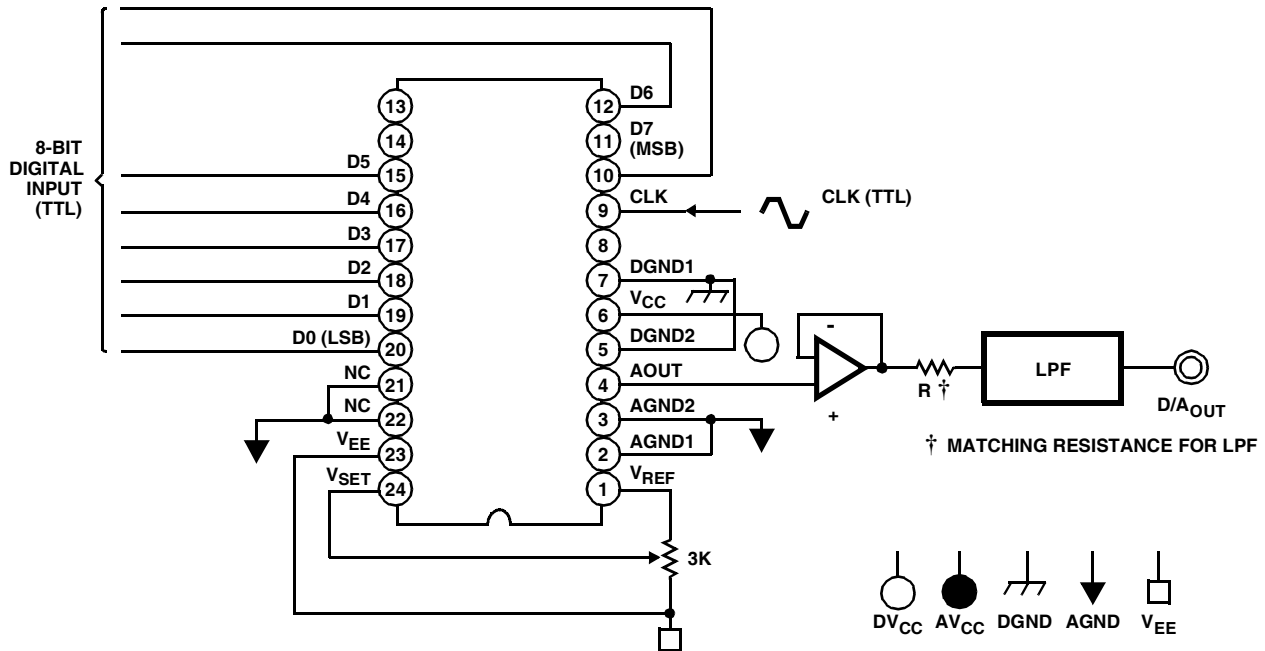 8-BIT
DIGITAL
INPUT
(TTL)
13
14
D5
15
D4
16
D3
17
D2
18
D1
19
D0 (LSB)
20
NC
21
NC
22
VEE
23
VSET
24
12
D6
11
D7
(MSB)
10
9
CLK
CLK (TTL)
8
7
DGND1
6
VCC
5
DGND2
4
AOUT
3
AGND2
2
AGND1
1
VREF
3K
-
+
R †
LPF
D/AOUT
† MATCHING RESISTANCE FOR LPF
DVCC
AVCC
DGND
AGND
VEE